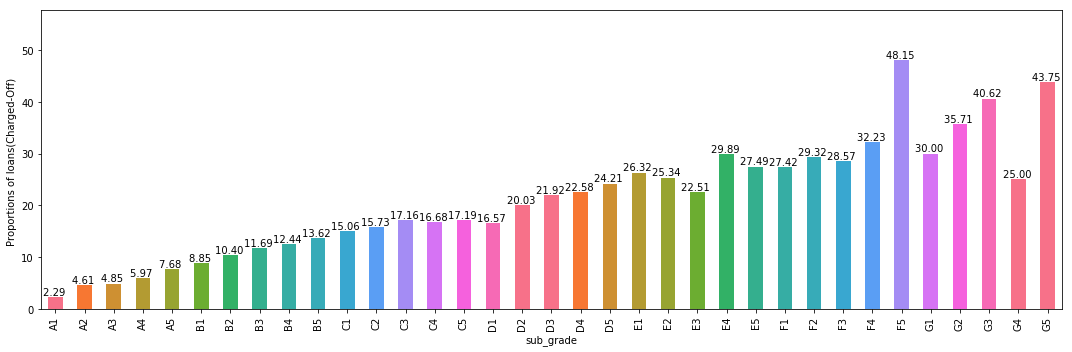 Proportions of loans(Charged-Off)
50
40
30
20
10
0
2.29 4.61 4.85 5.97 7.68 8.85 10.40 11.69 12.44 13.62 15.06 15.73 17.16 16.68 17.19 16.57 20.03 21.92 22.58 24.21 26.32 25.34 22.51 29.89 27.49 27.42 29.32 28.57 32.23 48.15 30.00 35.71 40.62 25.00 43.75
A1 A2 A3 A4 A5 B1 B2 B3 B4 B5 C1 C2 C3 C4 C5 D1 D2 D3 D4 D5 E1 E2 E3 E4 E5 F1 F2 F3 F4 F5 G1 G2 G3 G4 G5
sub_grade